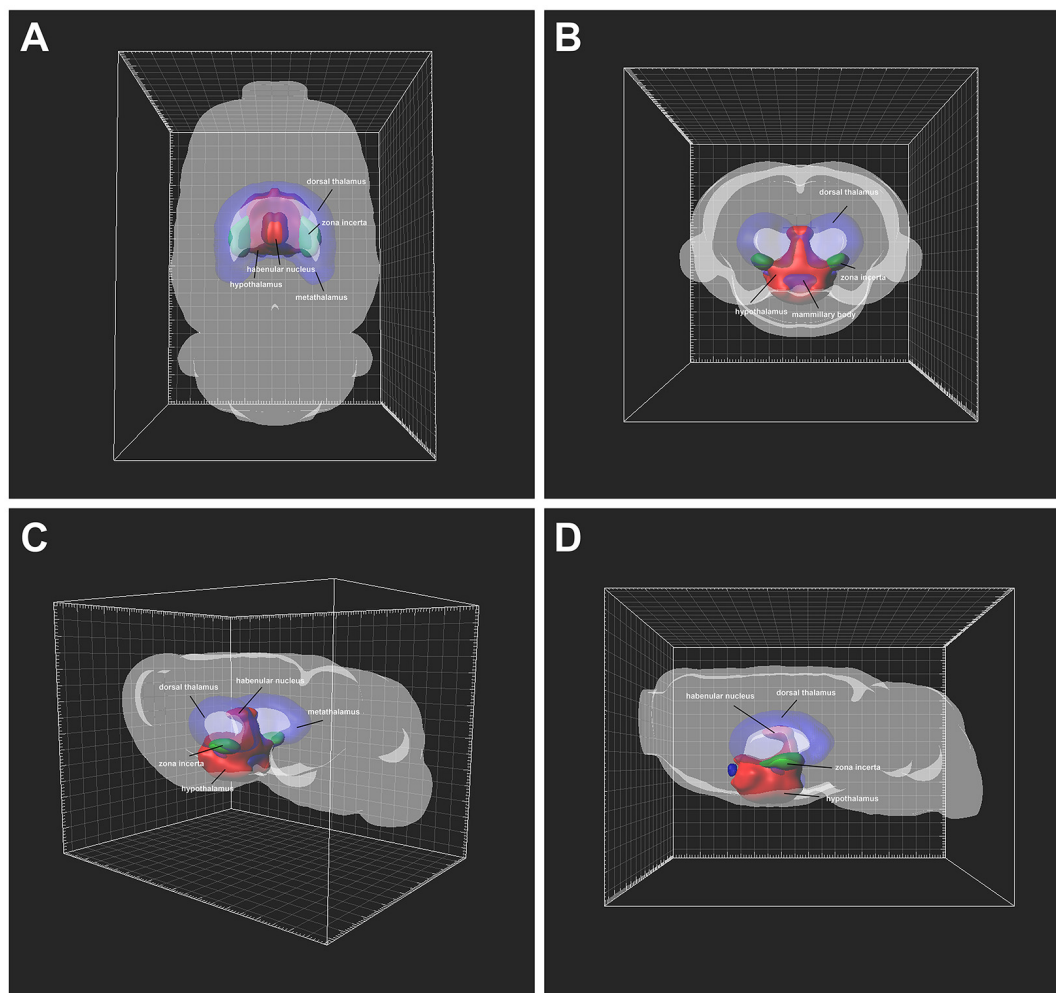 A
dorsal thalamus
zona incerta
habenular nucleus
hypothalamus
metathalamus
B
dorsal thalamus
zona incerta
hypothalamus
mammillary body
C
habenular nucleus
dorsal thalamus
metathalamus
zona incerta
hypothalamus
D
habenular nucleus
dorsal thalamus
zona incerta
hypothalamus